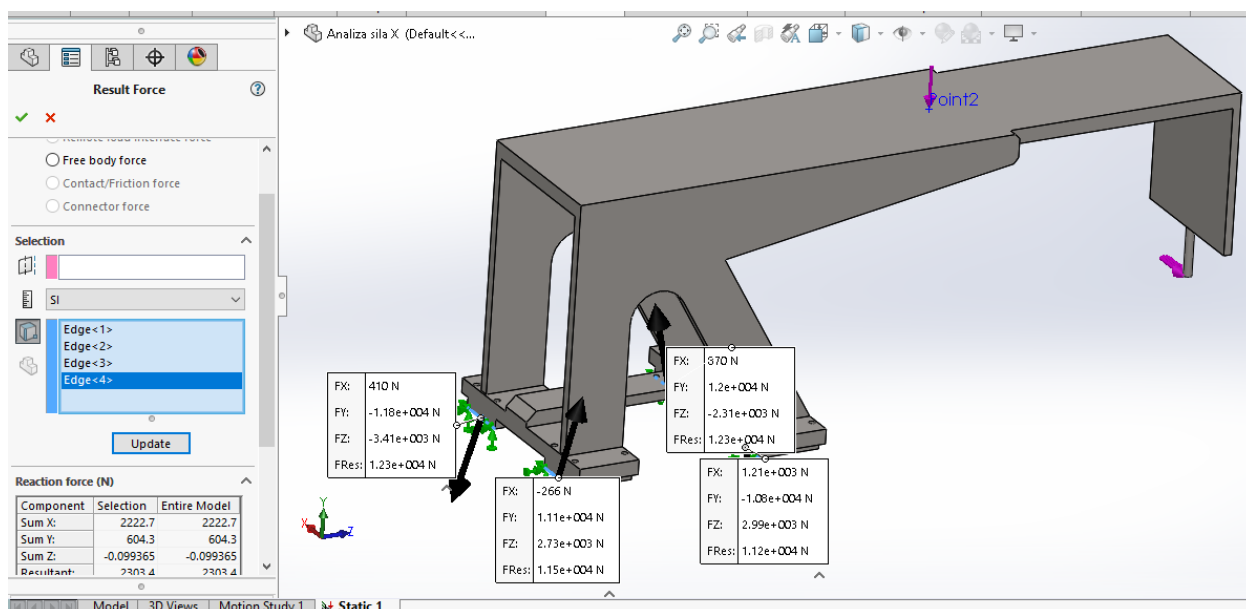 Analiza sila X (Default<<...
Result Force
Free body force
Contact/Friction force
Connector force
Selection
SI
Edge<1>
Edge<2>
Edge<3>
Edge<4>
Update
Reaction force (N)
Component Selection Entire Model
Sum X: 2222.7 2222.7
Sum Y: 604.3 604.3
Sum Z: -0.099365 -0.099365
Resultant: 2303.4 2303.4
Point2
FX: 410 N
FY: -1.18e+004 N
FZ: -3.41e+003 N
FRes: 1.23e+004 N
FX: -266 N
FY: 1.11e+004 N
FZ: 2.73e+003 N
FRes: 1.15e+004 N
FX: 370 N
FY: 1.2e+004 N
FZ: -2.31e+003 N
FRes: 1.23e+004 N
FX: 1.21e+003 N
FY: -1.08e+004 N
FZ: 2.99e+003 N
FRes: 1.12e+004 N
Y
X
Z
Model 3D Views Motion Study 1 Static 1